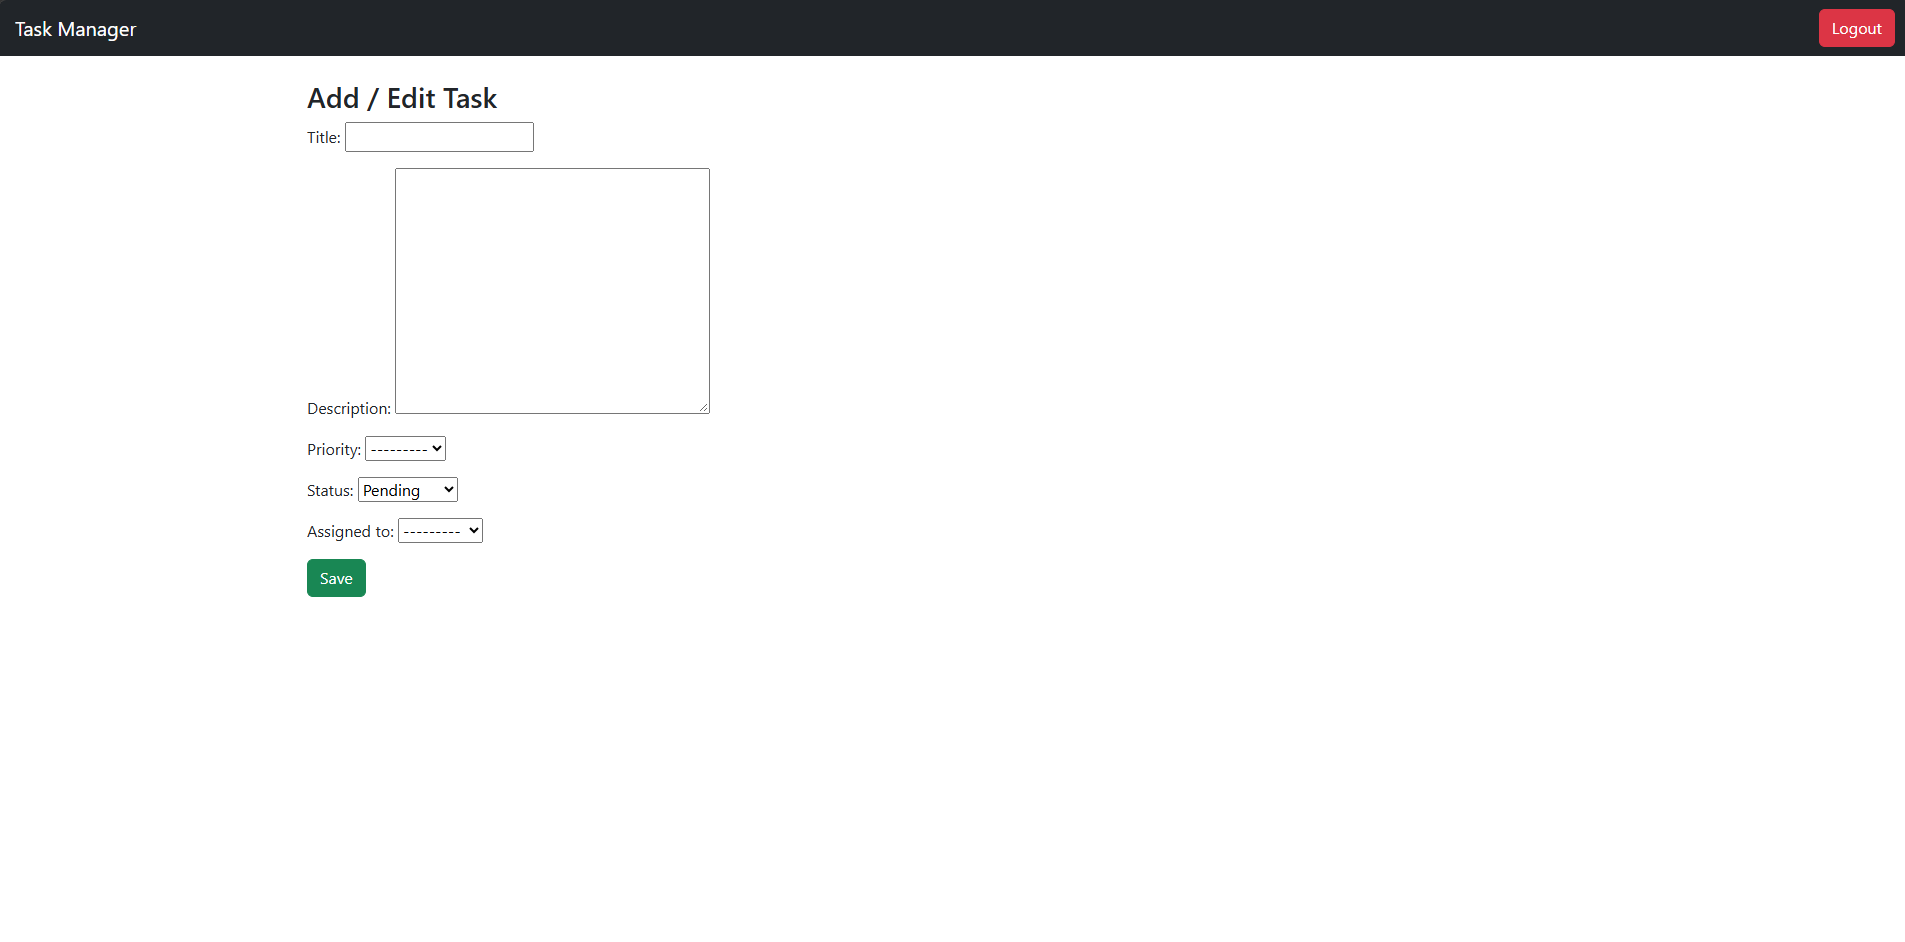 Task Manager
Logout
Add / Edit Task
Title:
Description:
Priority: ---------
Status: Pending
Assigned to: ---------
Save